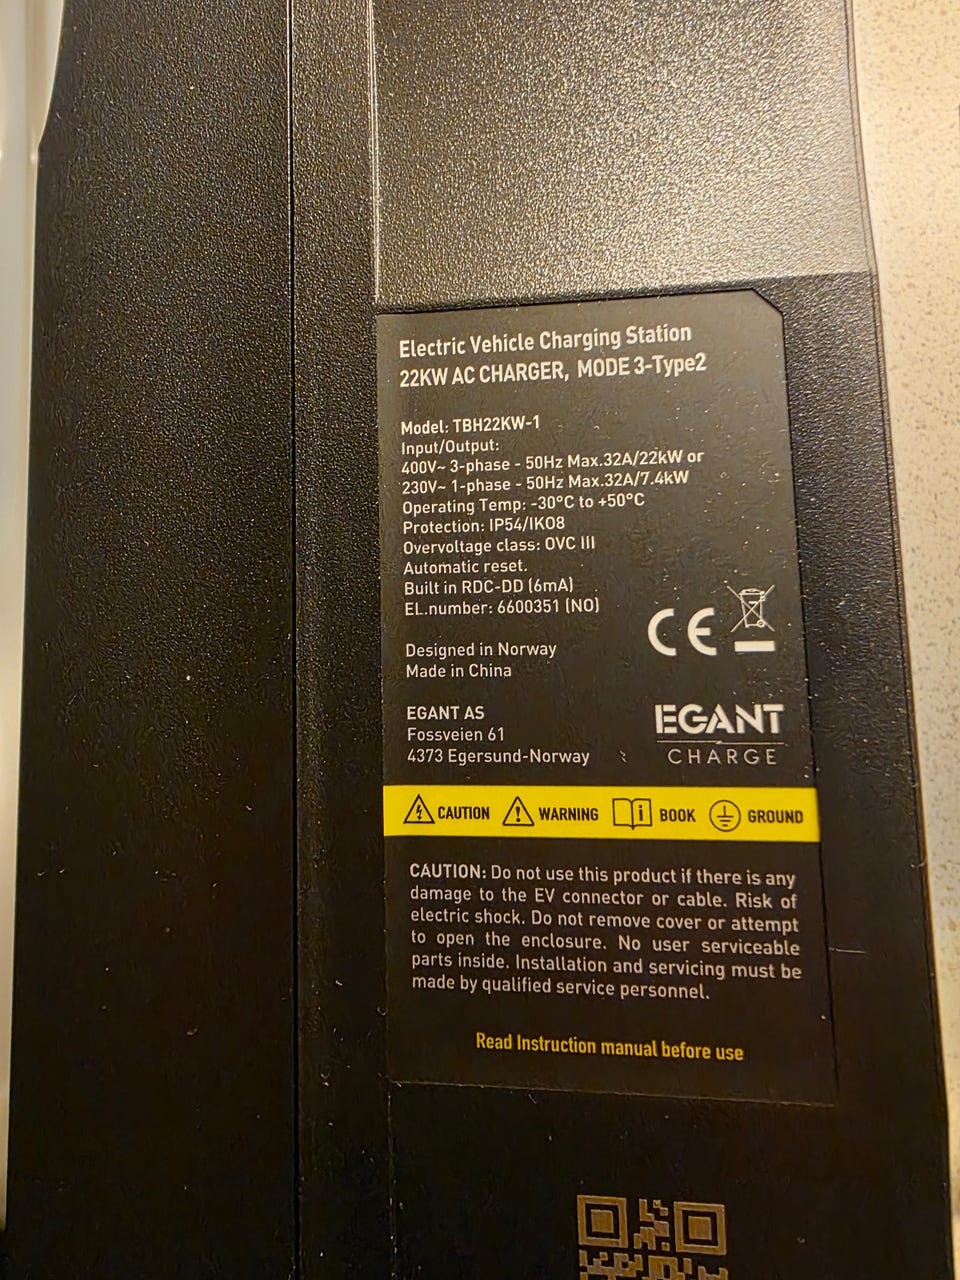 Electric Vehicle Charging Station
22KW AC CHARGER, MODE 3-Type2
Model: TBH22KW-1
Input/Output:
400V~ 3-phase - 50Hz Max.32A/22kW or
230V~ 1-phase - 50Hz Max.32A/7.4kW
Operating Temp: -30°C to +50°C
Protection: IP54/IK08
Overvoltage class: OVC III
Automatic reset.
Built in RDC-DD (6mA)
EL.number: 6600351 (NO)
CE
Designed in Norway
Made in China
EGANT AS
Fossveien 61
4373 Egersund-Norway
EGANT
CHARGE
CAUTION WARNING BOOK GROUND
CAUTION: Do not use this product if there is any
damage to the EV connector or cable. Risk of
electric shock. Do not remove cover or attempt
to open the enclosure. No user serviceable
parts inside. Installation and servicing must be
made by qualified service personnel.
Read Instruction manual before use